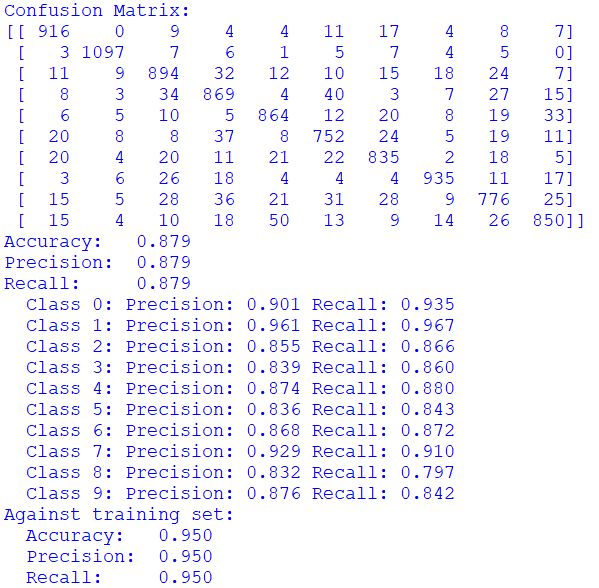 Confusion Matrix:
[[ 916    0    9    4    4   11   17    4    8    7]
 [   3 1097    7    6    1    5    7    4    5    0]
 [  11    9  894   32   12   10   15   18   24    7]
 [   8    3   34  869    4   40    3    7   27   15]
 [   6    5   10    5  864   12   20    8   19   33]
 [  20    8    8   37    8  752   24    5   19   11]
 [  20    4   20   11   21   22  835    2   18    5]
 [   3    6   26   18    4    4    4  935   11   17]
 [  15    5   28   36   21   31   28    9  776   25]
 [  15    4   10   18   50   13    9   14   26  850]]
Accuracy:   0.879
Precision:  0.879
Recall:     0.879
  Class 0: Precision: 0.901 Recall: 0.935
  Class 1: Precision: 0.961 Recall: 0.967
  Class 2: Precision: 0.855 Recall: 0.866
  Class 3: Precision: 0.839 Recall: 0.860
  Class 4: Precision: 0.874 Recall: 0.880
  Class 5: Precision: 0.836 Recall: 0.843
  Class 6: Precision: 0.868 Recall: 0.872
  Class 7: Precision: 0.929 Recall: 0.910
  Class 8: Precision: 0.832 Recall: 0.797
  Class 9: Precision: 0.876 Recall: 0.842
Against training set:
  Accuracy:   0.950
  Precision:  0.950
  Recall:     0.950